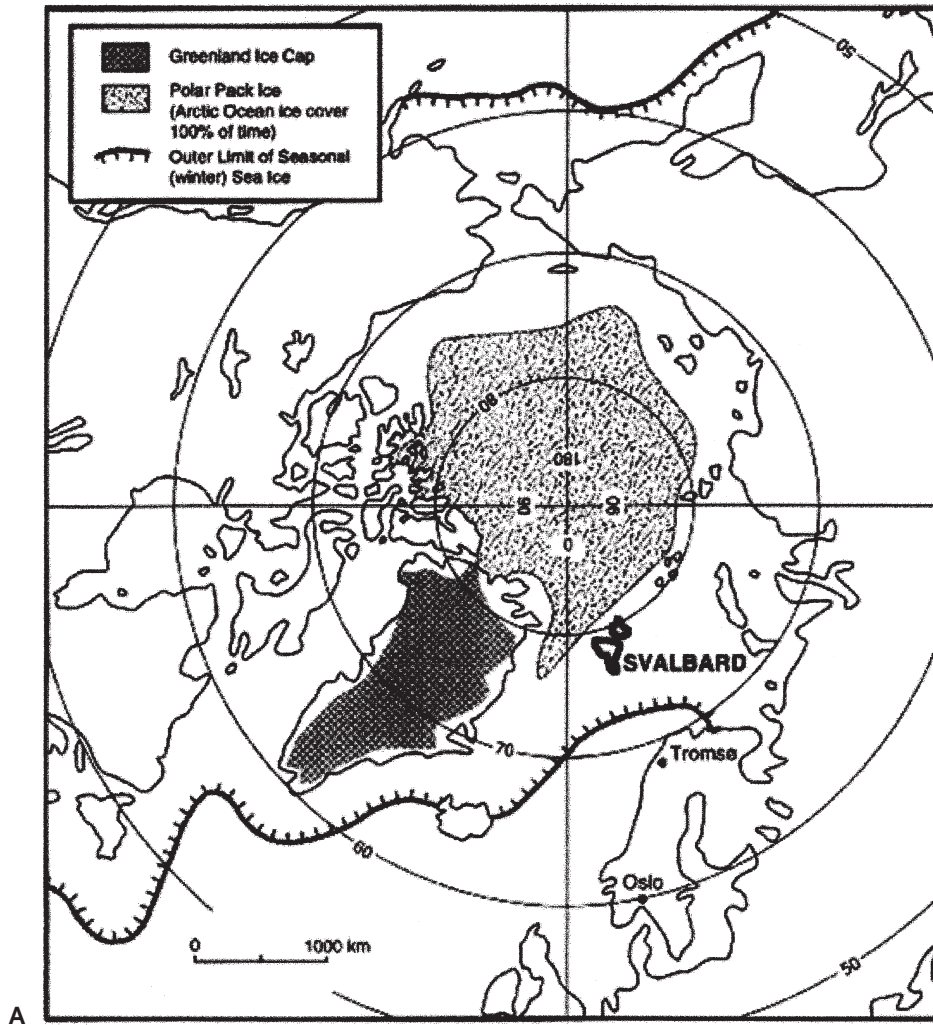 Greenland Ice Cap
Polar Pack Ice
(Arctic Ocean ice cover
100% of time)
Outer Limit of Seasonal
(winter) Sea Ice
50
80
180
90
90
0
SVALBARD
70
Tromsø
60
Oslo
0 1000 km
50
A